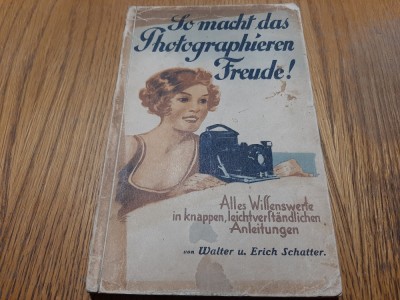 So macht das
Photographieren
Freude!
Alles Wissenswerte
in knappen, leichtverständlichen
Anleitungen
von Walter u. Erich Schatter.